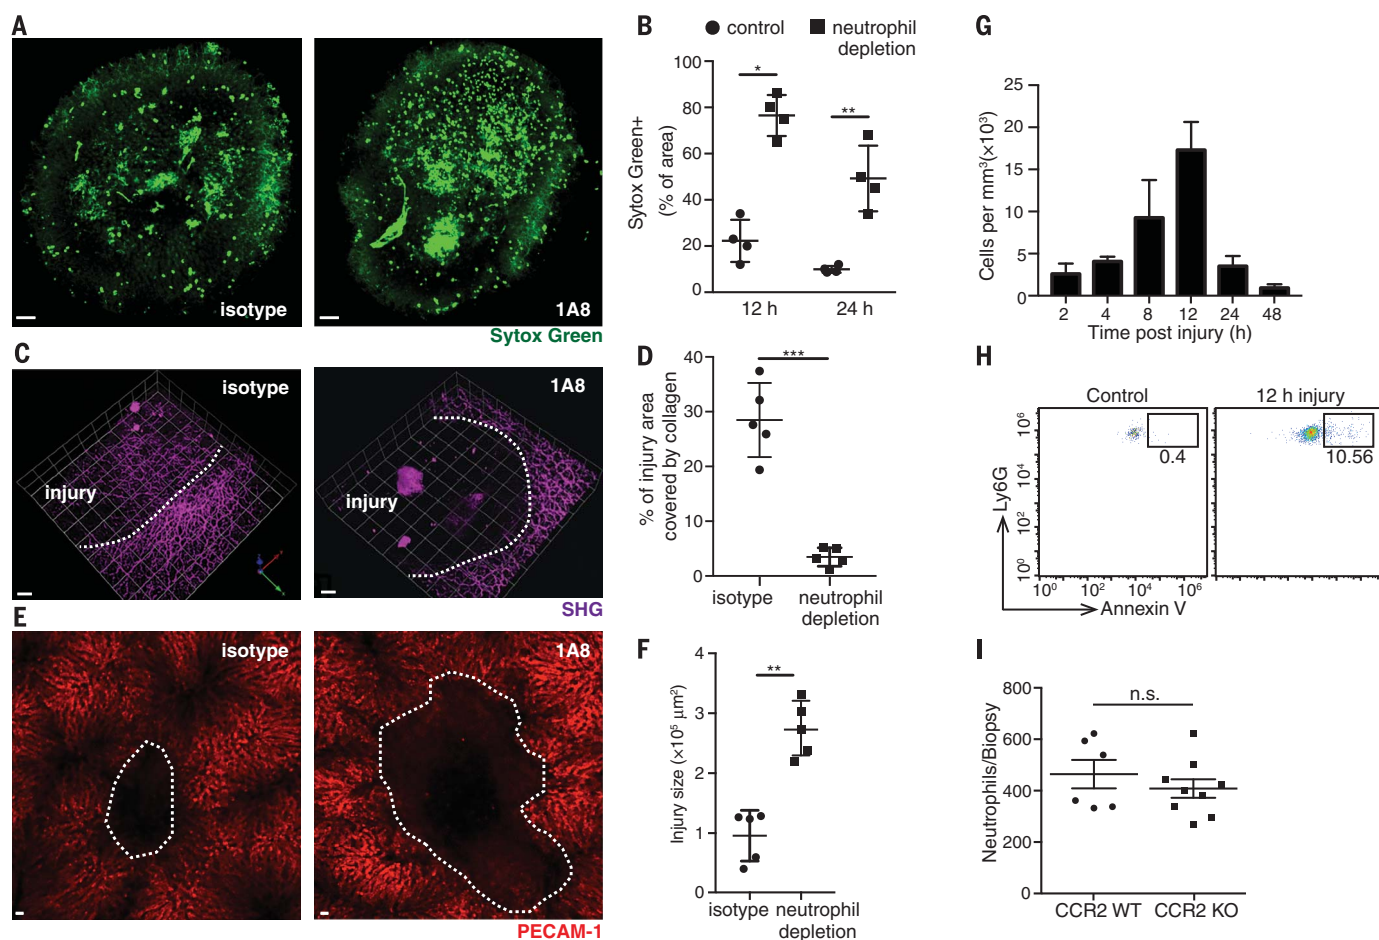 A
isotype
1A8
Sytox Green
B
control
neutrophil
depletion
Sytox Green+
(% of area)
100
80
60
40
20
0
*
**
12 h
24 h
C
isotype
injury
1A8
injury
SHG
D
% of injury area
covered by collagen
40
30
20
10
0
***
isotype
neutrophil
depletion
E
isotype
1A8
PECAM-1
F
Injury size (×10⁵ µm²)
4
3
2
1
0
**
isotype
neutrophil
depletion
G
Cells per mm³(×10³)
25
20
15
10
5
0
2 4 8 12 24 48
Time post injury (h)
H
Control
12 h injury
0.4
10.56
Ly6G
10⁶
10⁴
10²
10⁰
10⁰ 10² 10⁴ 10⁶
Annexin V
I
Neutrophils/Biopsy
800
600
400
200
0
n.s.
CCR2 WT
CCR2 KO